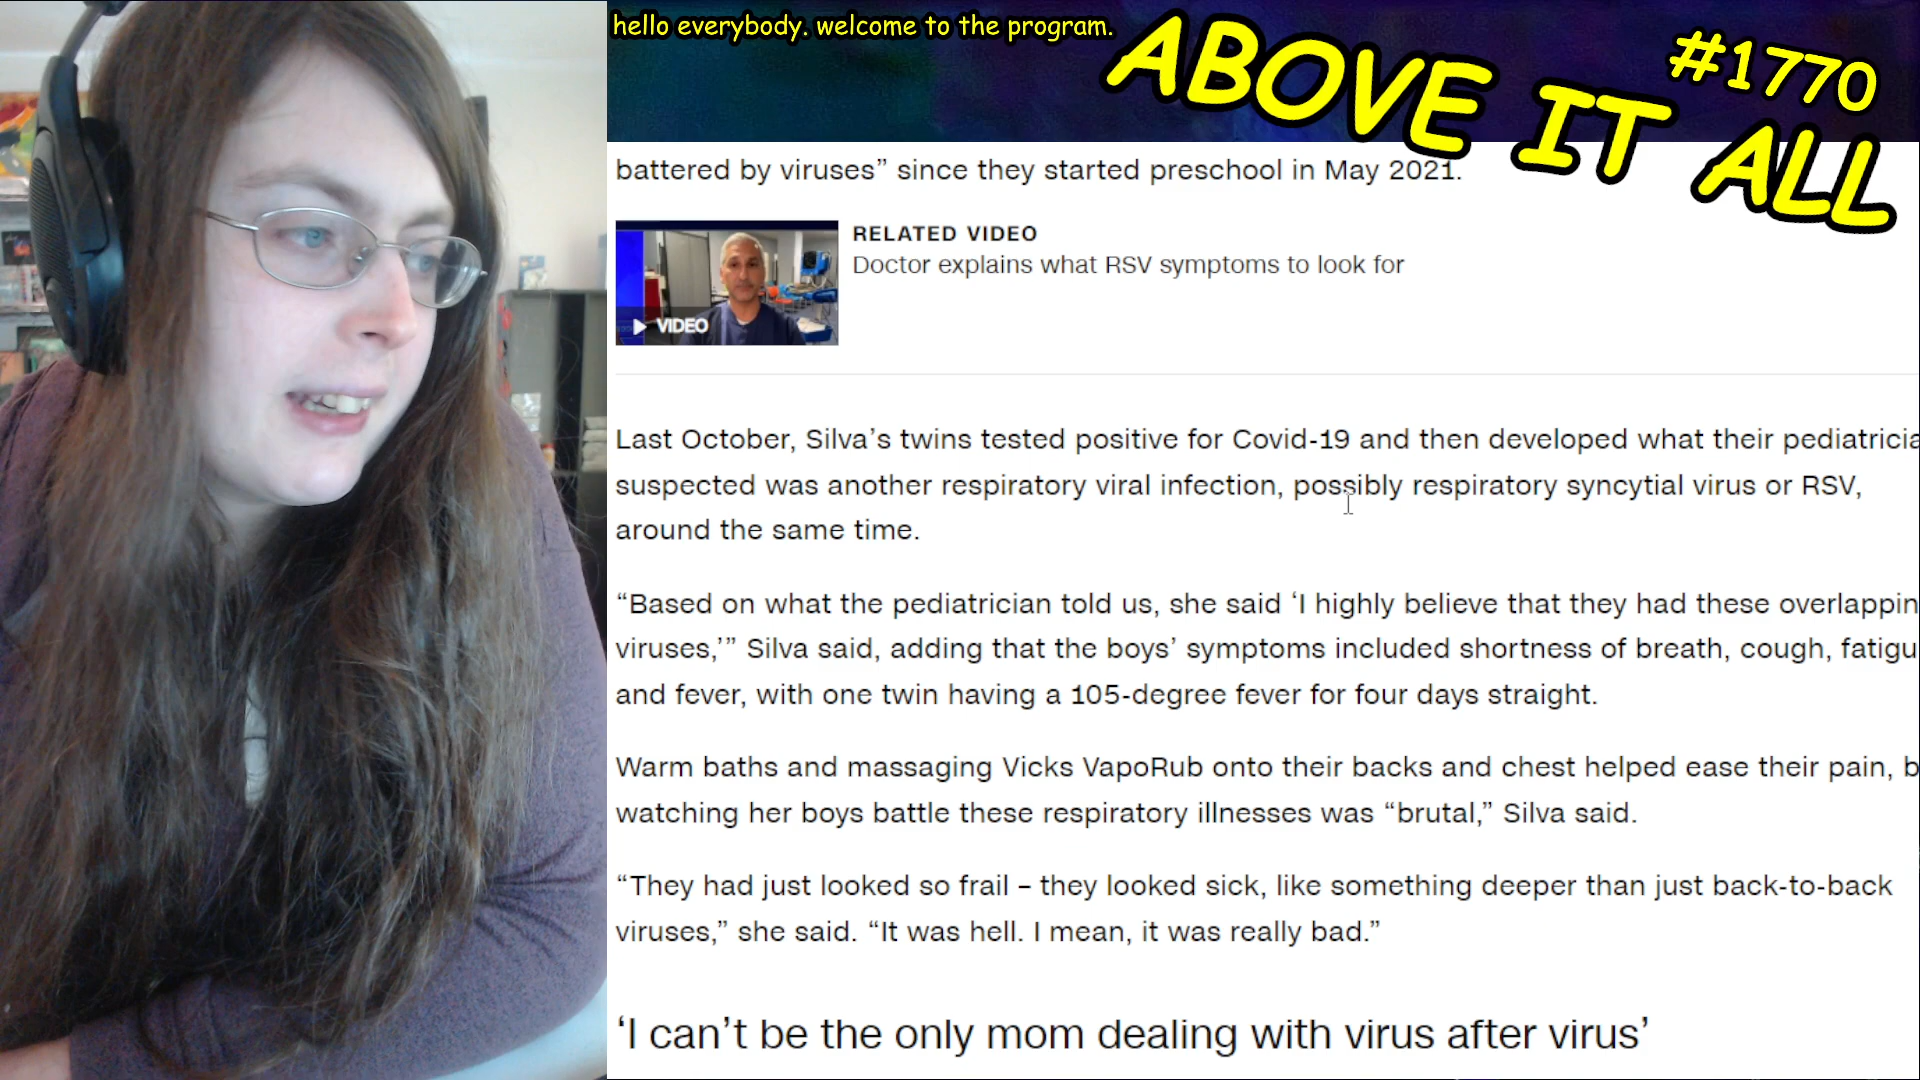 hello everybody. welcome to the program.
ABOVE IT ALL
#1770
battered by viruses” since they started preschool in May 2021.
RELATED VIDEO
Doctor explains what RSV symptoms to look for
VIDEO
Last October, Silva’s twins tested positive for Covid-19 and then developed what their pediatricia
suspected was another respiratory viral infection, possibly respiratory syncytial virus or RSV,
around the same time.
“Based on what the pediatrician told us, she said ‘I highly believe that they had these overlappin
viruses,’” Silva said, adding that the boys’ symptoms included shortness of breath, cough, fatigu
and fever, with one twin having a 105-degree fever for four days straight.
Warm baths and massaging Vicks VapoRub onto their backs and chest helped ease their pain, b
watching her boys battle these respiratory illnesses was “brutal,” Silva said.
“They had just looked so frail – they looked sick, like something deeper than just back-to-back
viruses,” she said. “It was hell. I mean, it was really bad.”
‘I can’t be the only mom dealing with virus after virus’